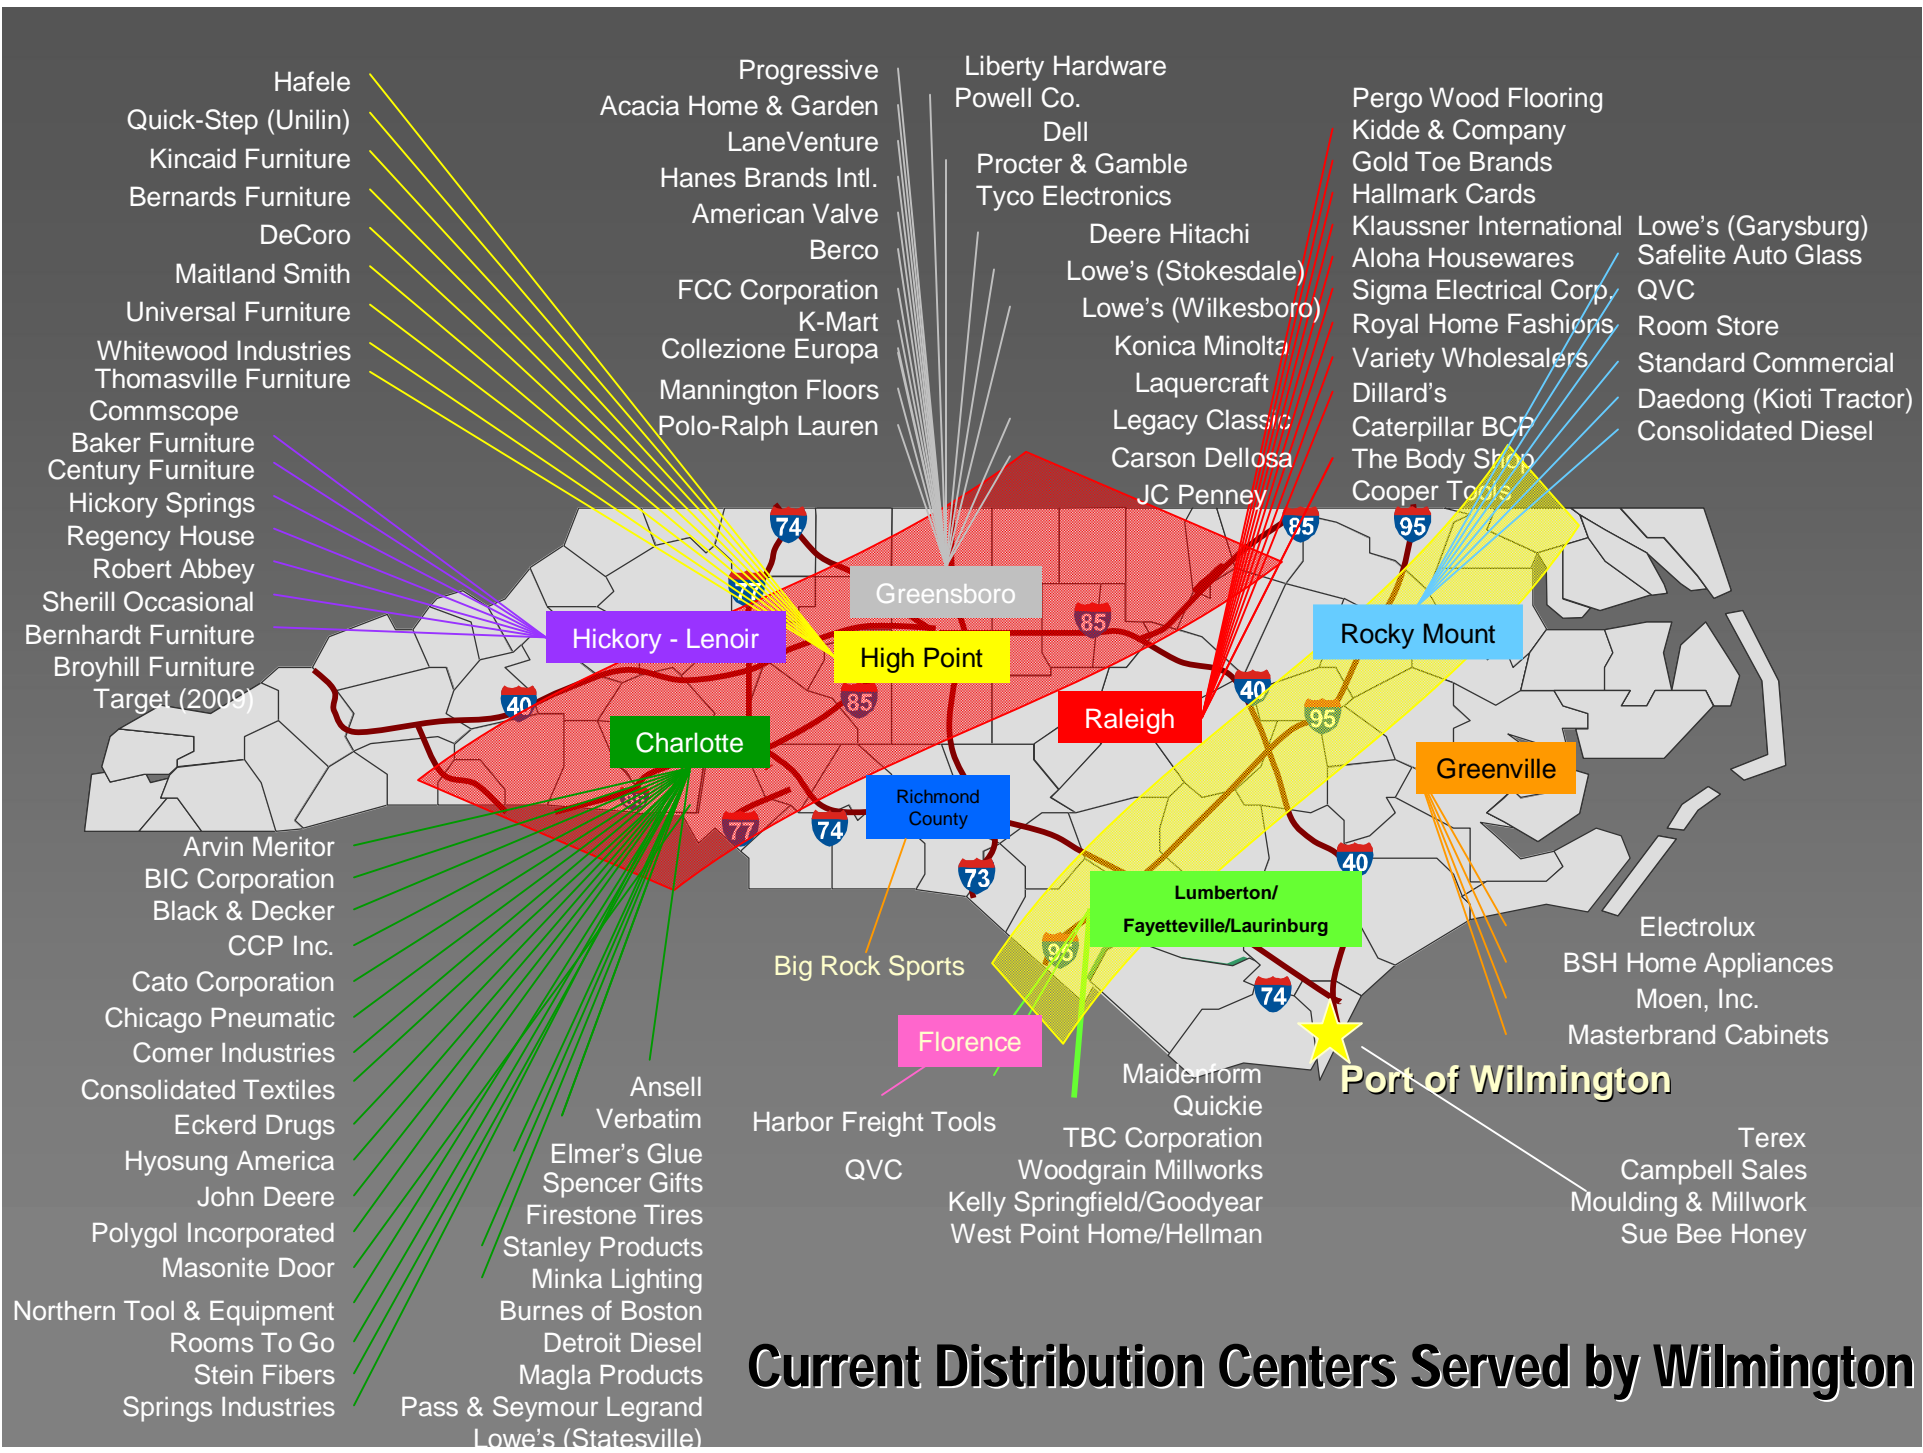 Hafele
Quick-Step (Unilin)
Kincaid Furniture
Bernards Furniture
DeCoro
Maitland Smith
Universal Furniture
Whitewood Industries
Thomasville Furniture
Commscope
Baker Furniture
Century Furniture
Hickory Springs
Regency House
Robert Abbey
Sherill Occasional
Bernhardt Furniture
Broyhill Furniture
Target (2009)
Progressive
Acacia Home & Garden
LaneVenture
Hanes Brands Intl.
American Valve
Berco
FCC Corporation
K-Mart
Collezione Europa
Mannington Floors
Polo-Ralph Lauren
Liberty Hardware
Powell Co.
Dell
Procter & Gamble
Tyco Electronics
Deere Hitachi
Lowe's (Stokesdale)
Lowe's (Wilkesboro)
Konica Minolta
Laquercraft
Legacy Classic
Carson Dellosa
JC Penney
Pergo Wood Flooring
Kidde & Company
Gold Toe Brands
Hallmark Cards
Klaussner International
Aloha Housewares
Sigma Electrical Corp.
Royal Home Fashions
Variety Wholesalers
Dillard's
Caterpillar BCP
The Body Shop
Cooper Tools
Lowe's (Garysburg)
Safelite Auto Glass
QVC
Room Store
Standard Commercial
Daedong (Kioti Tractor)
Consolidated Diesel
74
85
95
77
Greensboro
85
Hickory - Lenoir
High Point
Rocky Mount
40
85
40
95
Raleigh
Charlotte
Greenville
85
77
74
Richmond
County
73
40
Lumberton/
Fayetteville/Laurinburg
95
74
Florence
Port of Wilmington
Big Rock Sports
Electrolux
BSH Home Appliances
Moen, Inc.
Masterbrand Cabinets
Arvin Meritor
BIC Corporation
Black & Decker
CCP Inc.
Cato Corporation
Chicago Pneumatic
Comer Industries
Consolidated Textiles
Eckerd Drugs
Hyosung America
John Deere
Polygol Incorporated
Masonite Door
Northern Tool & Equipment
Rooms To Go
Stein Fibers
Springs Industries
Ansell
Verbatim
Elmer's Glue
Spencer Gifts
Firestone Tires
Stanley Products
Minka Lighting
Burnes of Boston
Detroit Diesel
Magla Products
Pass & Seymour Legrand
Lowe's (Statesville)
Harbor Freight Tools
QVC
Maidenform
Quickie
TBC Corporation
Woodgrain Millworks
Kelly Springfield/Goodyear
West Point Home/Hellman
Terex
Campbell Sales
Moulding & Millwork
Sue Bee Honey
Current Distribution Centers Served by Wilmington